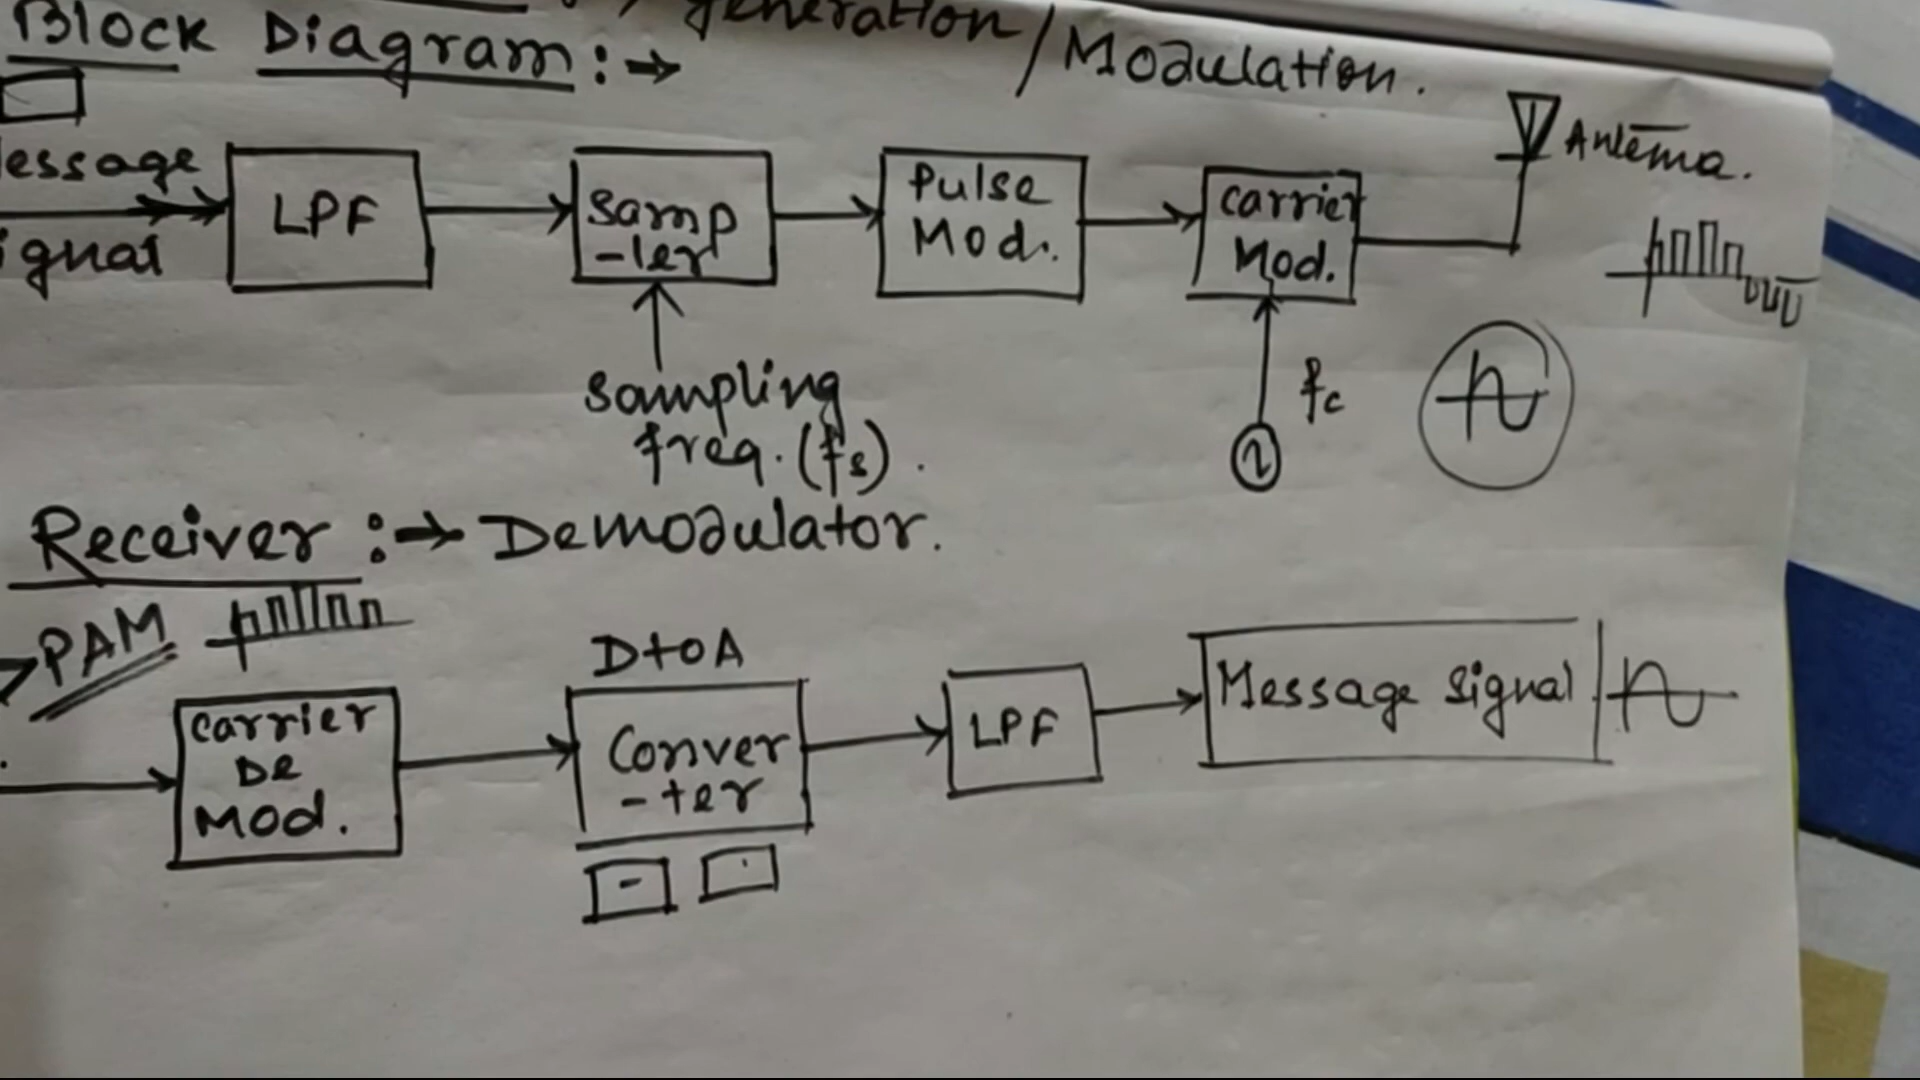 generation
Block Diagram :→ / Modulation.
essage
ignal
LPF
Samp
-ler
Pulse
Mod.
Carrier
Mod.
Antenna.
Sampling
freq. (fs).
fc
Receiver :→ Demodulator.
PAM
Carrier
De
Mod.
D to A
Conver
-ter
LPF
Message Signal